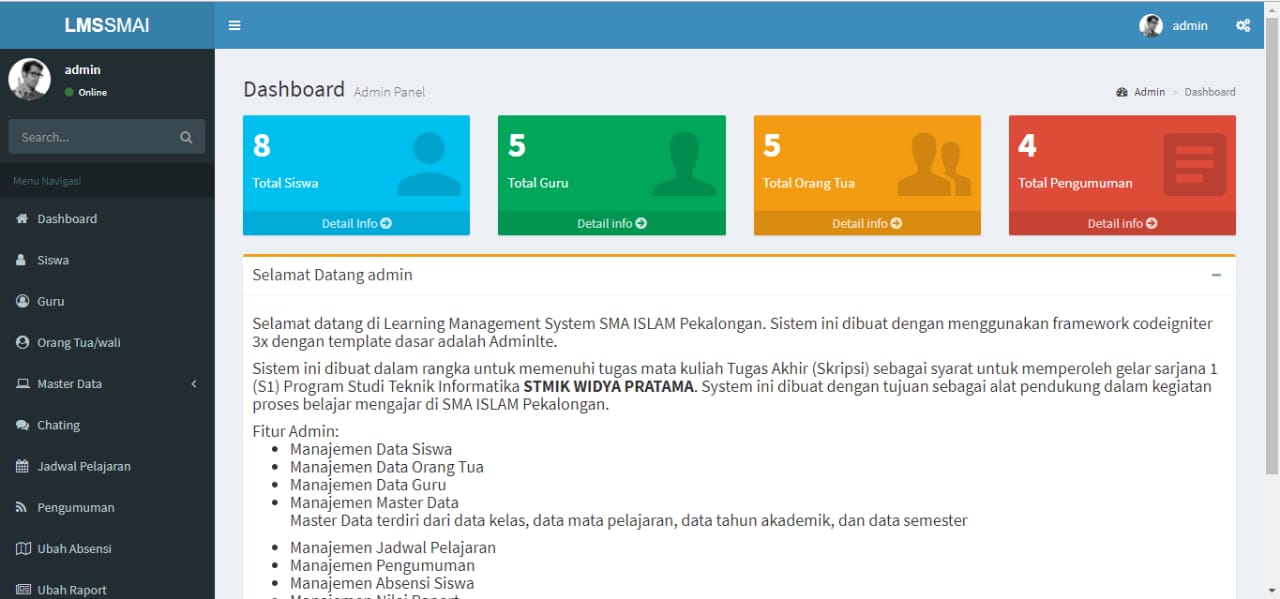 LMSSMAI
admin
admin
Online
Search...
Menu Navigasi
Dashboard
Siswa
Guru
Orang Tua/wali
Master Data
Chating
Jadwal Pelajaran
Pengumuman
Ubah Absensi
Ubah Raport
Dashboard Admin Panel
Admin > Dashboard
8
Total Siswa
Detail Info
5
Total Guru
Detail info
5
Total Orang Tua
Detail info
4
Total Pengumuman
Detail info
Selamat Datang admin
Selamat datang di Learning Management System SMA ISLAM Pekalongan. Sistem ini dibuat dengan menggunakan framework codeigniter
3x dengan template dasar adalah Adminlte.
Sistem ini dibuat dalam rangka untuk memenuhi tugas mata kuliah Tugas Akhir (Skripsi) sebagai syarat untuk memperoleh gelar sarjana 1
(S1) Program Studi Teknik Informatika STMIK WIDYA PRATAMA. System ini dibuat dengan tujuan sebagai alat pendukung dalam kegiatan
proses belajar mengajar di SMA ISLAM Pekalongan.
Fitur Admin:
• Manajemen Data Siswa
• Manajemen Data Orang Tua
• Manajemen Data Guru
• Manajemen Master Data
Master Data terdiri dari data kelas, data mata pelajaran, data tahun akademik, dan data semester
• Manajemen Jadwal Pelajaran
• Manajemen Pengumuman
• Manajemen Absensi Siswa
• Manajemen Nilai Raport